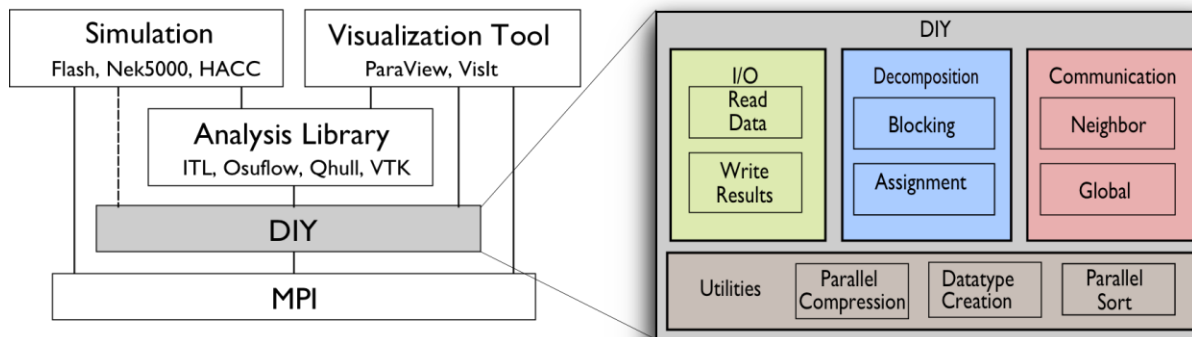 Simulation
Flash, Nek5000, HACC
Visualization Tool
ParaView, VisIt
Analysis Library
ITL, Osuflow, Qhull, VTK
DIY
MPI
DIY
I/O
Read
Data
Write
Results
Decomposition
Blocking
Assignment
Communication
Neighbor
Global
Utilities
Parallel
Compression
Datatype
Creation
Parallel
Sort